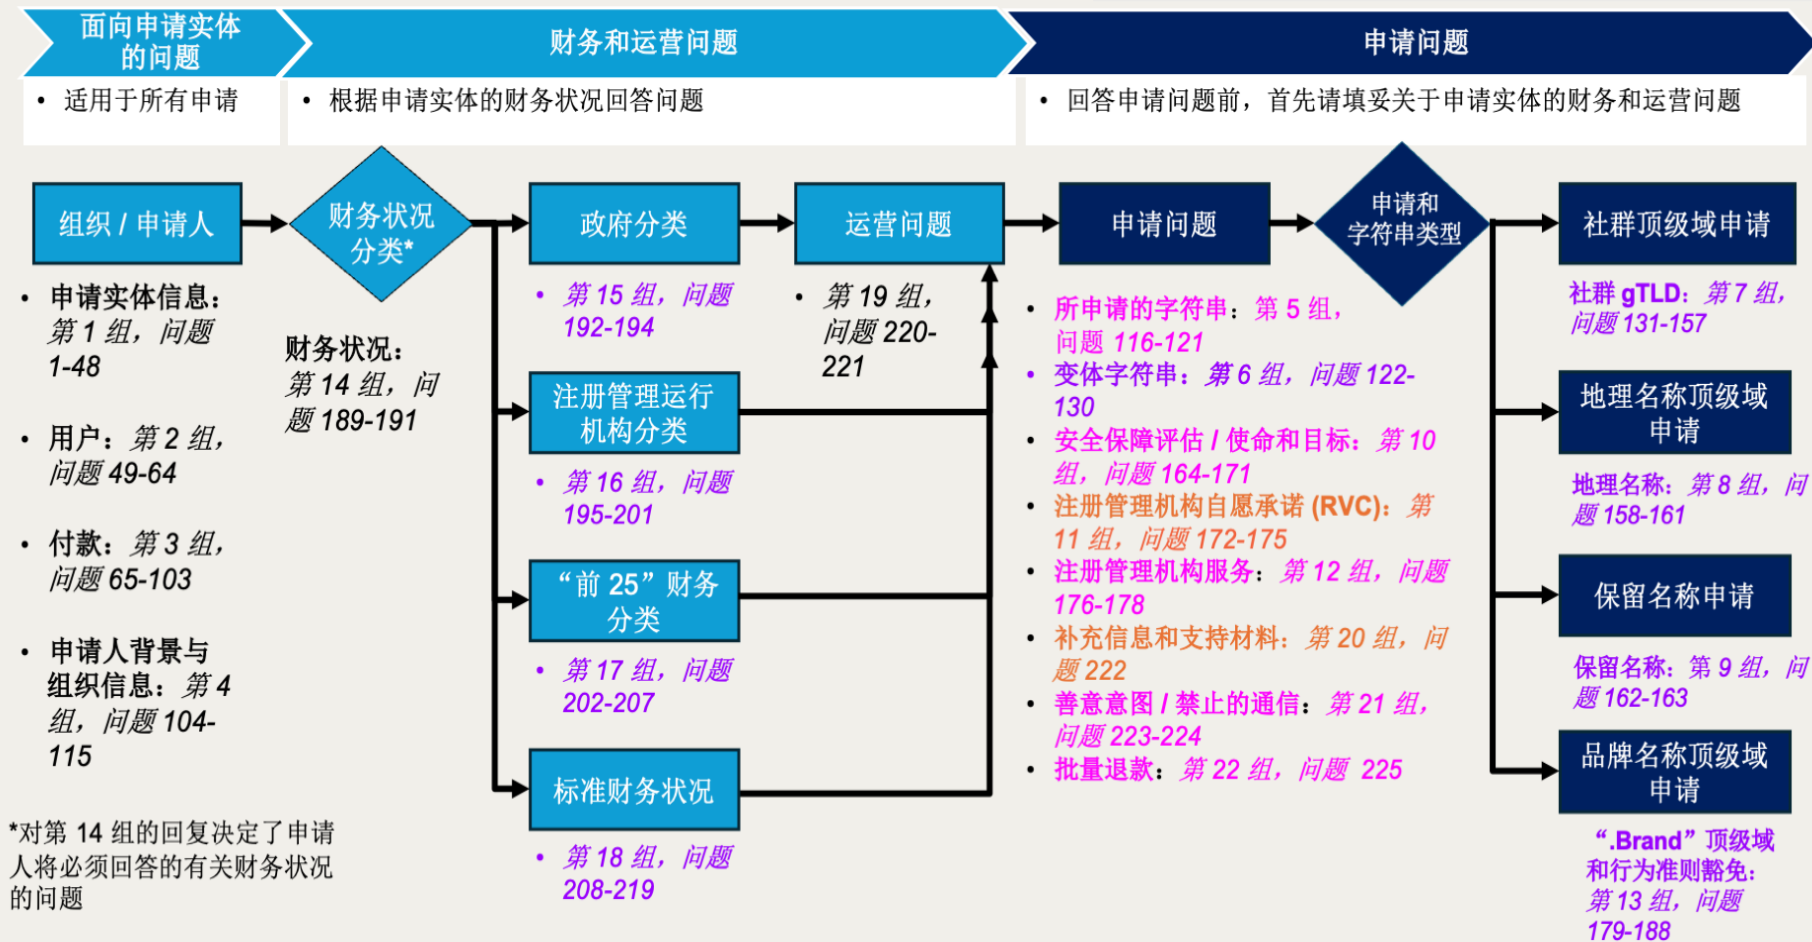 面向申请实体
的问题
财务和运营问题
申请问题
• 适用于所有申请
• 根据申请实体的财务状况回答问题
• 回答申请问题前，首先请填妥关于申请实体的财务和运营问题
组织 / 申请人
• 申请实体信息：
第 1 组，问题
1-48
• 用户：第 2 组，
问题 49-64
• 付款：第 3 组，
问题 65-103
• 申请人背景与
组织信息：第 4
组，问题 104-
115
*对第 14 组的回复决定了申请
人将必须回答的有关财务状况
的问题
财务状况
分类*
财务状况：
第 14 组，问
题 189-191
政府分类
• 第 15 组，问题
192-194
注册管理运行
机构分类
• 第 16 组，问题
195-201
“前 25”财务
分类
• 第 17 组，问题
202-207
标准财务状况
• 第 18 组，问题
208-219
运营问题
• 第 19 组，
问题 220-
221
申请问题
• 所申请的字符串：第 5 组，
问题 116-121
• 变体字符串：第 6 组，问题 122-
130
• 安全保障评估 / 使命和目标：第 10
组，问题 164-171
• 注册管理机构自愿承诺 (RVC)：第
11 组，问题 172-175
• 注册管理机构服务：第 12 组，问题
176-178
• 补充信息和支持材料：第 20 组，问
题 222
• 善意意图 / 禁止的通信：第 21 组，
问题 223-224
• 批量退款：第 22 组，问题 225
申请和
字符串类型
社群顶级域申请
社群 gTLD：第 7 组，
问题 131-157
地理名称顶级域
申请
地理名称：第 8 组，问
题 158-161
保留名称申请
保留名称：第 9 组，问
题 162-163
品牌名称顶级域
申请
“.Brand”顶级域
和行为准则豁免：
第 13 组，问题
179-188